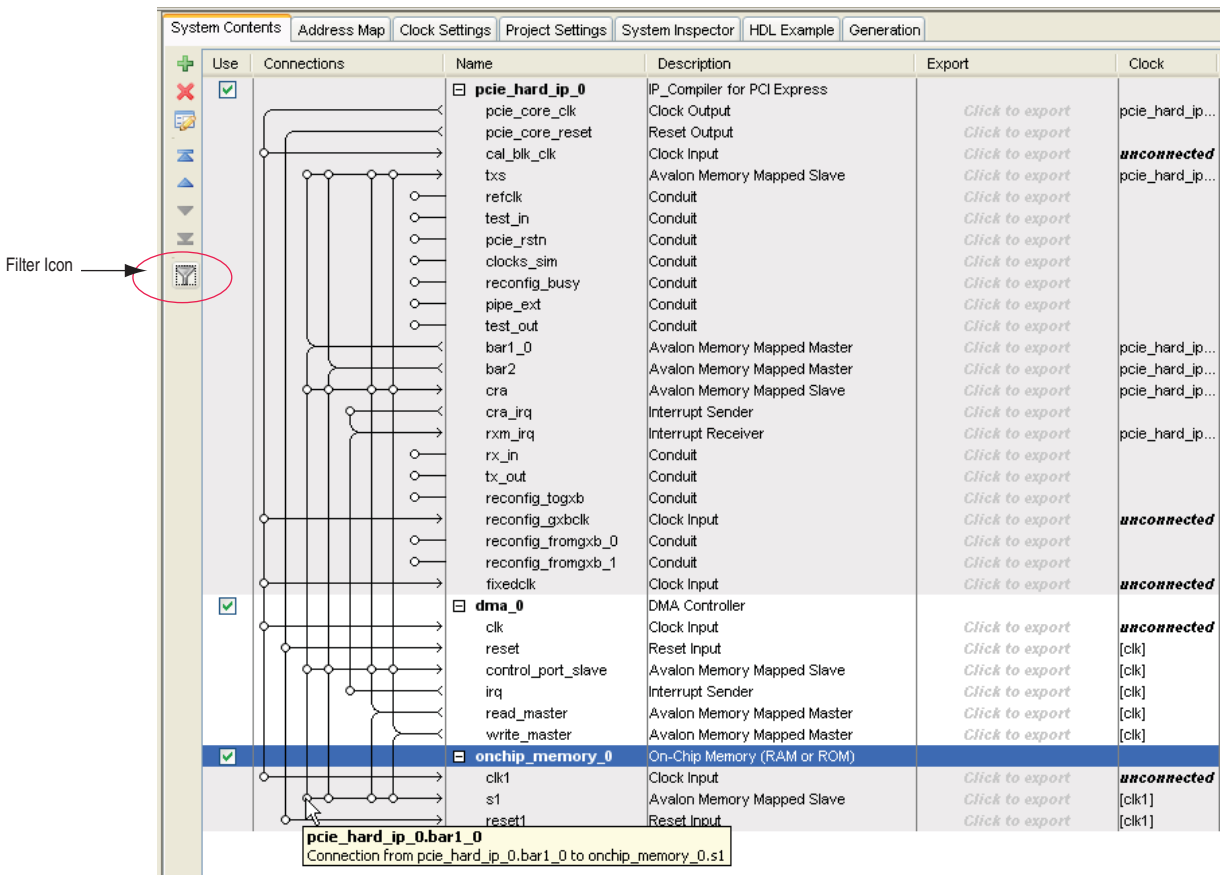 System Contents Address Map Clock Settings Project Settings System Inspector HDL Example Generation
Use Connections Name Description Export Clock
pcie_hard_ip_0 IP_Compiler for PCI Express
pcie_core_clk Clock Output Click to export pcie_hard_ip...
pcie_core_reset Reset Output Click to export
cal_blk_clk Clock Input Click to export unconnected
txs Avalon Memory Mapped Slave Click to export pcie_hard_ip...
refclk Conduit Click to export
test_in Conduit Click to export
pcie_rstn Conduit Click to export
Filter Icon
clocks_sim Conduit Click to export
reconfig_busy Conduit Click to export
pipe_ext Conduit Click to export
test_out Conduit Click to export
bar1_0 Avalon Memory Mapped Master Click to export pcie_hard_ip...
bar2 Avalon Memory Mapped Master Click to export pcie_hard_ip...
cra Avalon Memory Mapped Slave Click to export pcie_hard_ip...
cra_irq Interrupt Sender Click to export
rxm_irq Interrupt Receiver Click to export pcie_hard_ip...
rx_in Conduit Click to export
tx_out Conduit Click to export
reconfig_togxb Conduit Click to export
reconfig_gxbclk Clock Input Click to export unconnected
reconfig_fromgxb_0 Conduit Click to export
reconfig_fromgxb_1 Conduit Click to export
fixedclk Clock Input Click to export unconnected
dma_0 DMA Controller
clk Clock Input Click to export unconnected
reset Reset Input Click to export [clk]
control_port_slave Avalon Memory Mapped Slave Click to export [clk]
irq Interrupt Sender Click to export [clk]
read_master Avalon Memory Mapped Master Click to export [clk]
write_master Avalon Memory Mapped Master Click to export [clk]
onchip_memory_0 On-Chip Memory (RAM or ROM)
clk1 Clock Input Click to export unconnected
s1 Avalon Memory Mapped Slave Click to export [clk1]
reset1 Reset Input Click to export [clk1]
pcie_hard_ip_0.bar1_0
Connection from pcie_hard_ip_0.bar1_0 to onchip_memory_0.s1